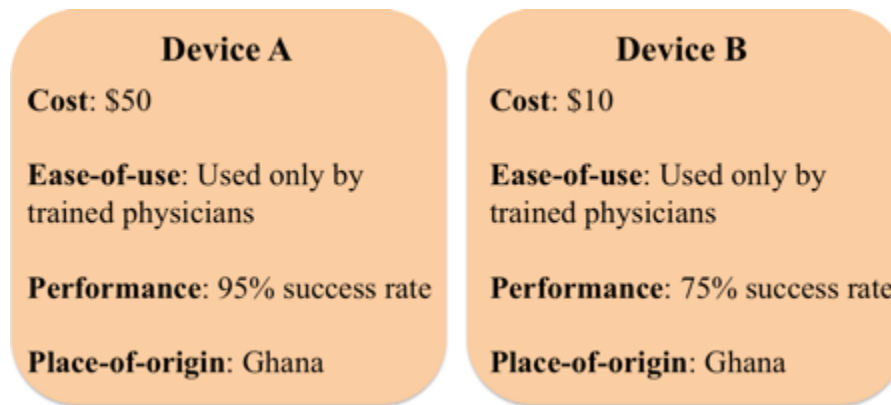 Device A
Cost: $50
Ease-of-use: Used only by
trained physicians
Performance: 95% success rate
Place-of-origin: Ghana
Device B
Cost: $10
Ease-of-use: Used only by
trained physicians
Performance: 75% success rate
Place-of-origin: Ghana